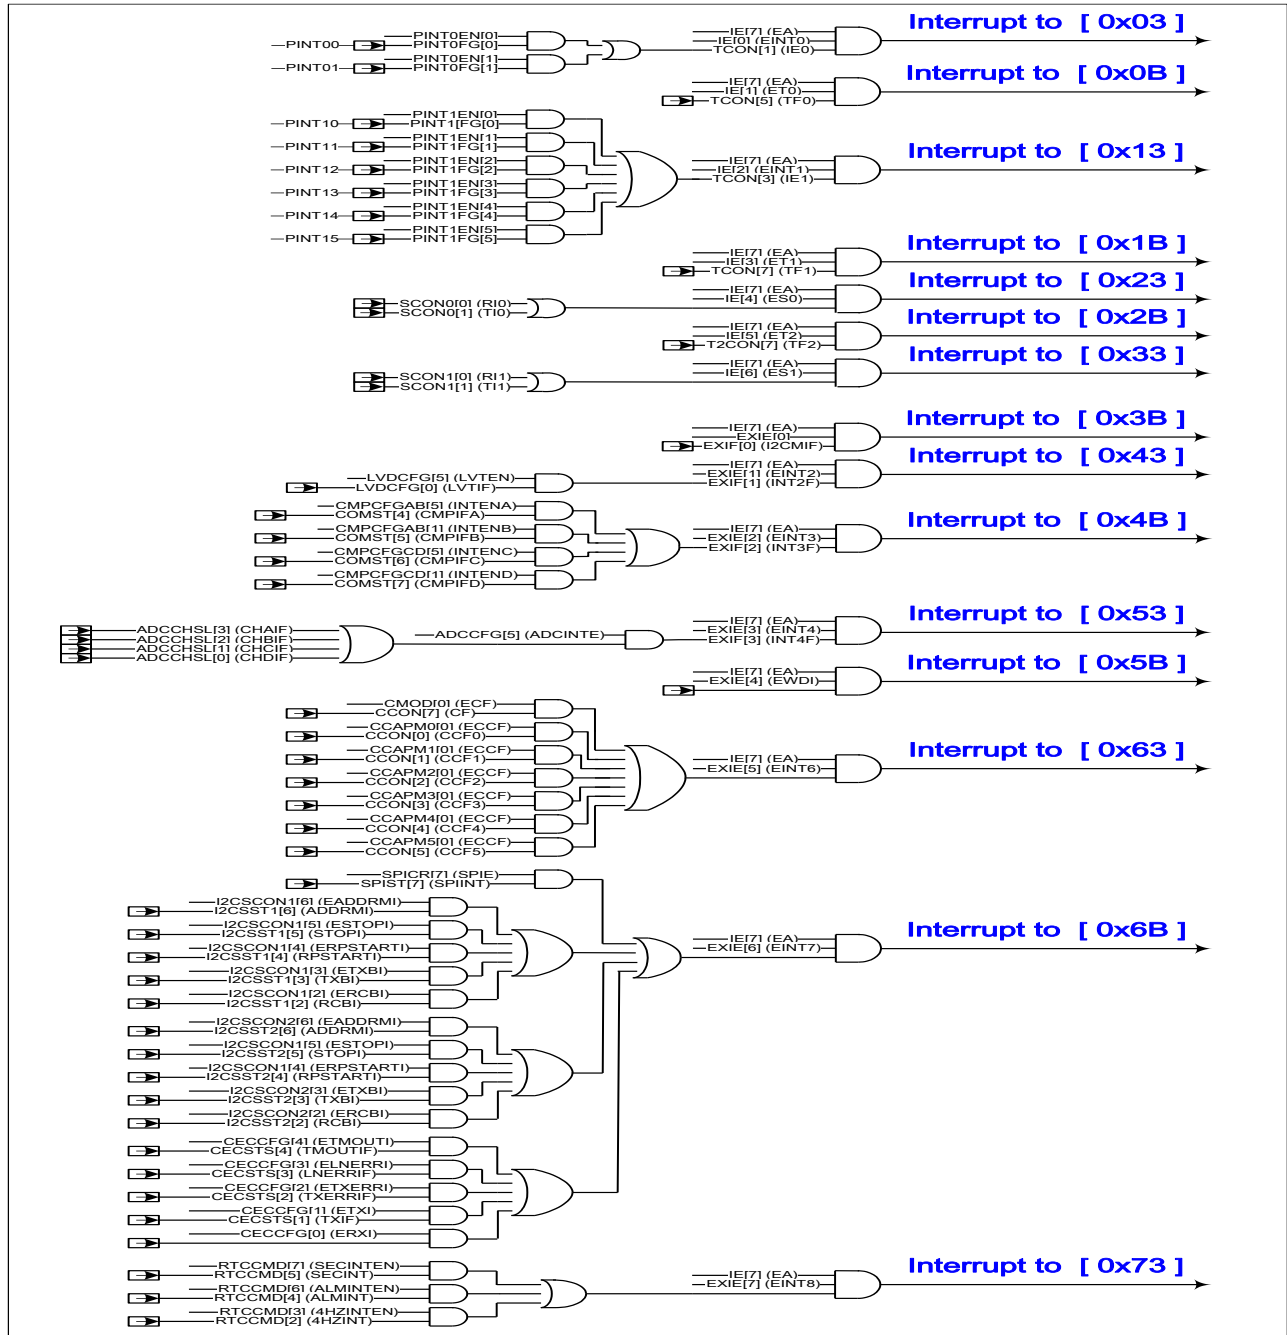 Interrupt to [ 0x03 ]
PINT0EN[0]
IE[7] (EA)
PINT00
PINT0FG[0]
IE[0] (EINT0)
TCON[1] (IE0)
PINT0EN[1]
PINT01
PINT0FG[1]
Interrupt to [ 0x0B ]
IE[7] (EA)
IE[1] (ET0)
TCON[5] (TF0)
PINT1EN[0]
PINT10
PINT1[FG[0]
PINT1EN[1]
PINT11
PINT1FG[1]
Interrupt to [ 0x13 ]
PINT1EN[2]
IE[7] (EA)
PINT12
PINT1FG[2]
IE[2] (EINT1)
TCON[3] (IE1)
PINT1EN[3]
PINT13
PINT1FG[3]
PINT1EN[4]
PINT14
PINT1FG[4]
PINT1EN[5]
PINT15
PINT1FG[5]
Interrupt to [ 0x1B ]
IE[7] (EA)
IE[3] (ET1)
TCON[7] (TF1)
Interrupt to [ 0x23 ]
IE[7] (EA)
SCON0[0] (RI0)
IE[4] (ES0)
SCON0[1] (TI0)
Interrupt to [ 0x2B ]
IE[7] (EA)
IE[5] (ET2)
T2CON[7] (TF2)
Interrupt to [ 0x33 ]
IE[7] (EA)
SCON1[0] (RI1)
IE[6] (ES1)
SCON1[1] (TI1)
Interrupt to [ 0x3B ]
IE[7] (EA)
EXIE[0]
EXIF[0] (I2CMIF)
Interrupt to [ 0x43 ]
IE[7] (EA)
LVDCFG[5] (LVTEN)
EXIE[1] (EINT2)
LVDCFG[0] (LVTIF)
EXIF[1] (INT2F)
CMPCFGAB[5] (INTENA)
COMST[4] (CMPIFA)
Interrupt to [ 0x4B ]
CMPCFGAB[1] (INTENB)
IE[7] (EA)
COMST[5] (CMPIFB)
EXIE[2] (EINT3)
EXIF[2] (INT3F)
CMPCFGCD[5] (INTENC)
COMST[6] (CMPIFC)
CMPCFGCD[1] (INTEND)
COMST[7] (CMPIFD)
Interrupt to [ 0x53 ]
IE[7] (EA)
ADCCHSL[3] (CHAIF)
ADCCFG[5] (ADCINTE)
EXIE[3] (EINT4)
ADCCHSL[2] (CHBIF)
EXIF[3] (INT4F)
ADCCHSL[1] (CHCIF)
ADCCHSL[0] (CHDIF)
Interrupt to [ 0x5B ]
IE[7] (EA)
EXIE[4] (EWDI)
CMOD[0] (ECF)
CCON[7] (CF)
CCAPM0[0] (ECCF)
CCON[0] (CCF0)
Interrupt to [ 0x63 ]
CCAPM1[0] (ECCF)
IE[7] (EA)
CCON[1] (CCF1)
EXIE[5] (EINT6)
CCAPM2[0] (ECCF)
CCON[2] (CCF2)
CCAPM3[0] (ECCF)
CCON[3] (CCF3)
CCAPM4[0] (ECCF)
CCON[4] (CCF4)
CCAPM5[0] (ECCF)
CCON[5] (CCF5)
SPICR[7] (SPIE)
SPIST[7] (SPIINT)
I2CSCON1[6] (EADDRMI)
I2CSST1[6] (ADDRMI)
Interrupt to [ 0x6B ]
I2CSCON1[5] (ESTOPI)
I2CSST1[5] (STOPI)
IE[7] (EA)
I2CSCON1[4] (ERPSTARTI)
EXIE[6] (EINT7)
I2CSST1[4] (RPSTARTI)
I2CSCON1[3] (ETXBI)
I2CSST1[3] (TXBI)
I2CSCON1[2] (ERCBI)
I2CSST1[2] (RCBI)
I2CSCON2[6] (EADDRMI)
I2CSST2[6] (ADDRMI)
I2CSCON1[5] (ESTOPI)
I2CSST2[5] (STOPI)
I2CSCON1[4] (ERPSTARTI)
I2CSST2[4] (RPSTARTI)
I2CSCON2[3] (ETXBI)
I2CSST2[3] (TXBI)
I2CSCON2[2] (ERCBI)
I2CSST2[2] (RCBI)
CECCFG[4] (ETMOUTI)
CECSTS[4] (TMOUTIF)
CECCFG[3] (ELNERRI)
CECSTS[3] (LNERRIF)
CECCFG[2] (ETXERRI)
CECSTS[2] (TXERRIF)
CECCFG[1] (ETXI)
CECSTS[1] (TXIF)
CECCFG[0] (ERXI)
Interrupt to [ 0x73 ]
RTCCMD[7] (SECINTEN)
RTCCMD[5] (SECINT)
IE[7] (EA)
EXIE[7] (EINT8)
RTCCMD[6] (ALMINTEN)
RTCCMD[4] (ALMINT)
RTCCMD[3] (4HZINTEN)
RTCCMD[2] (4HZINT)